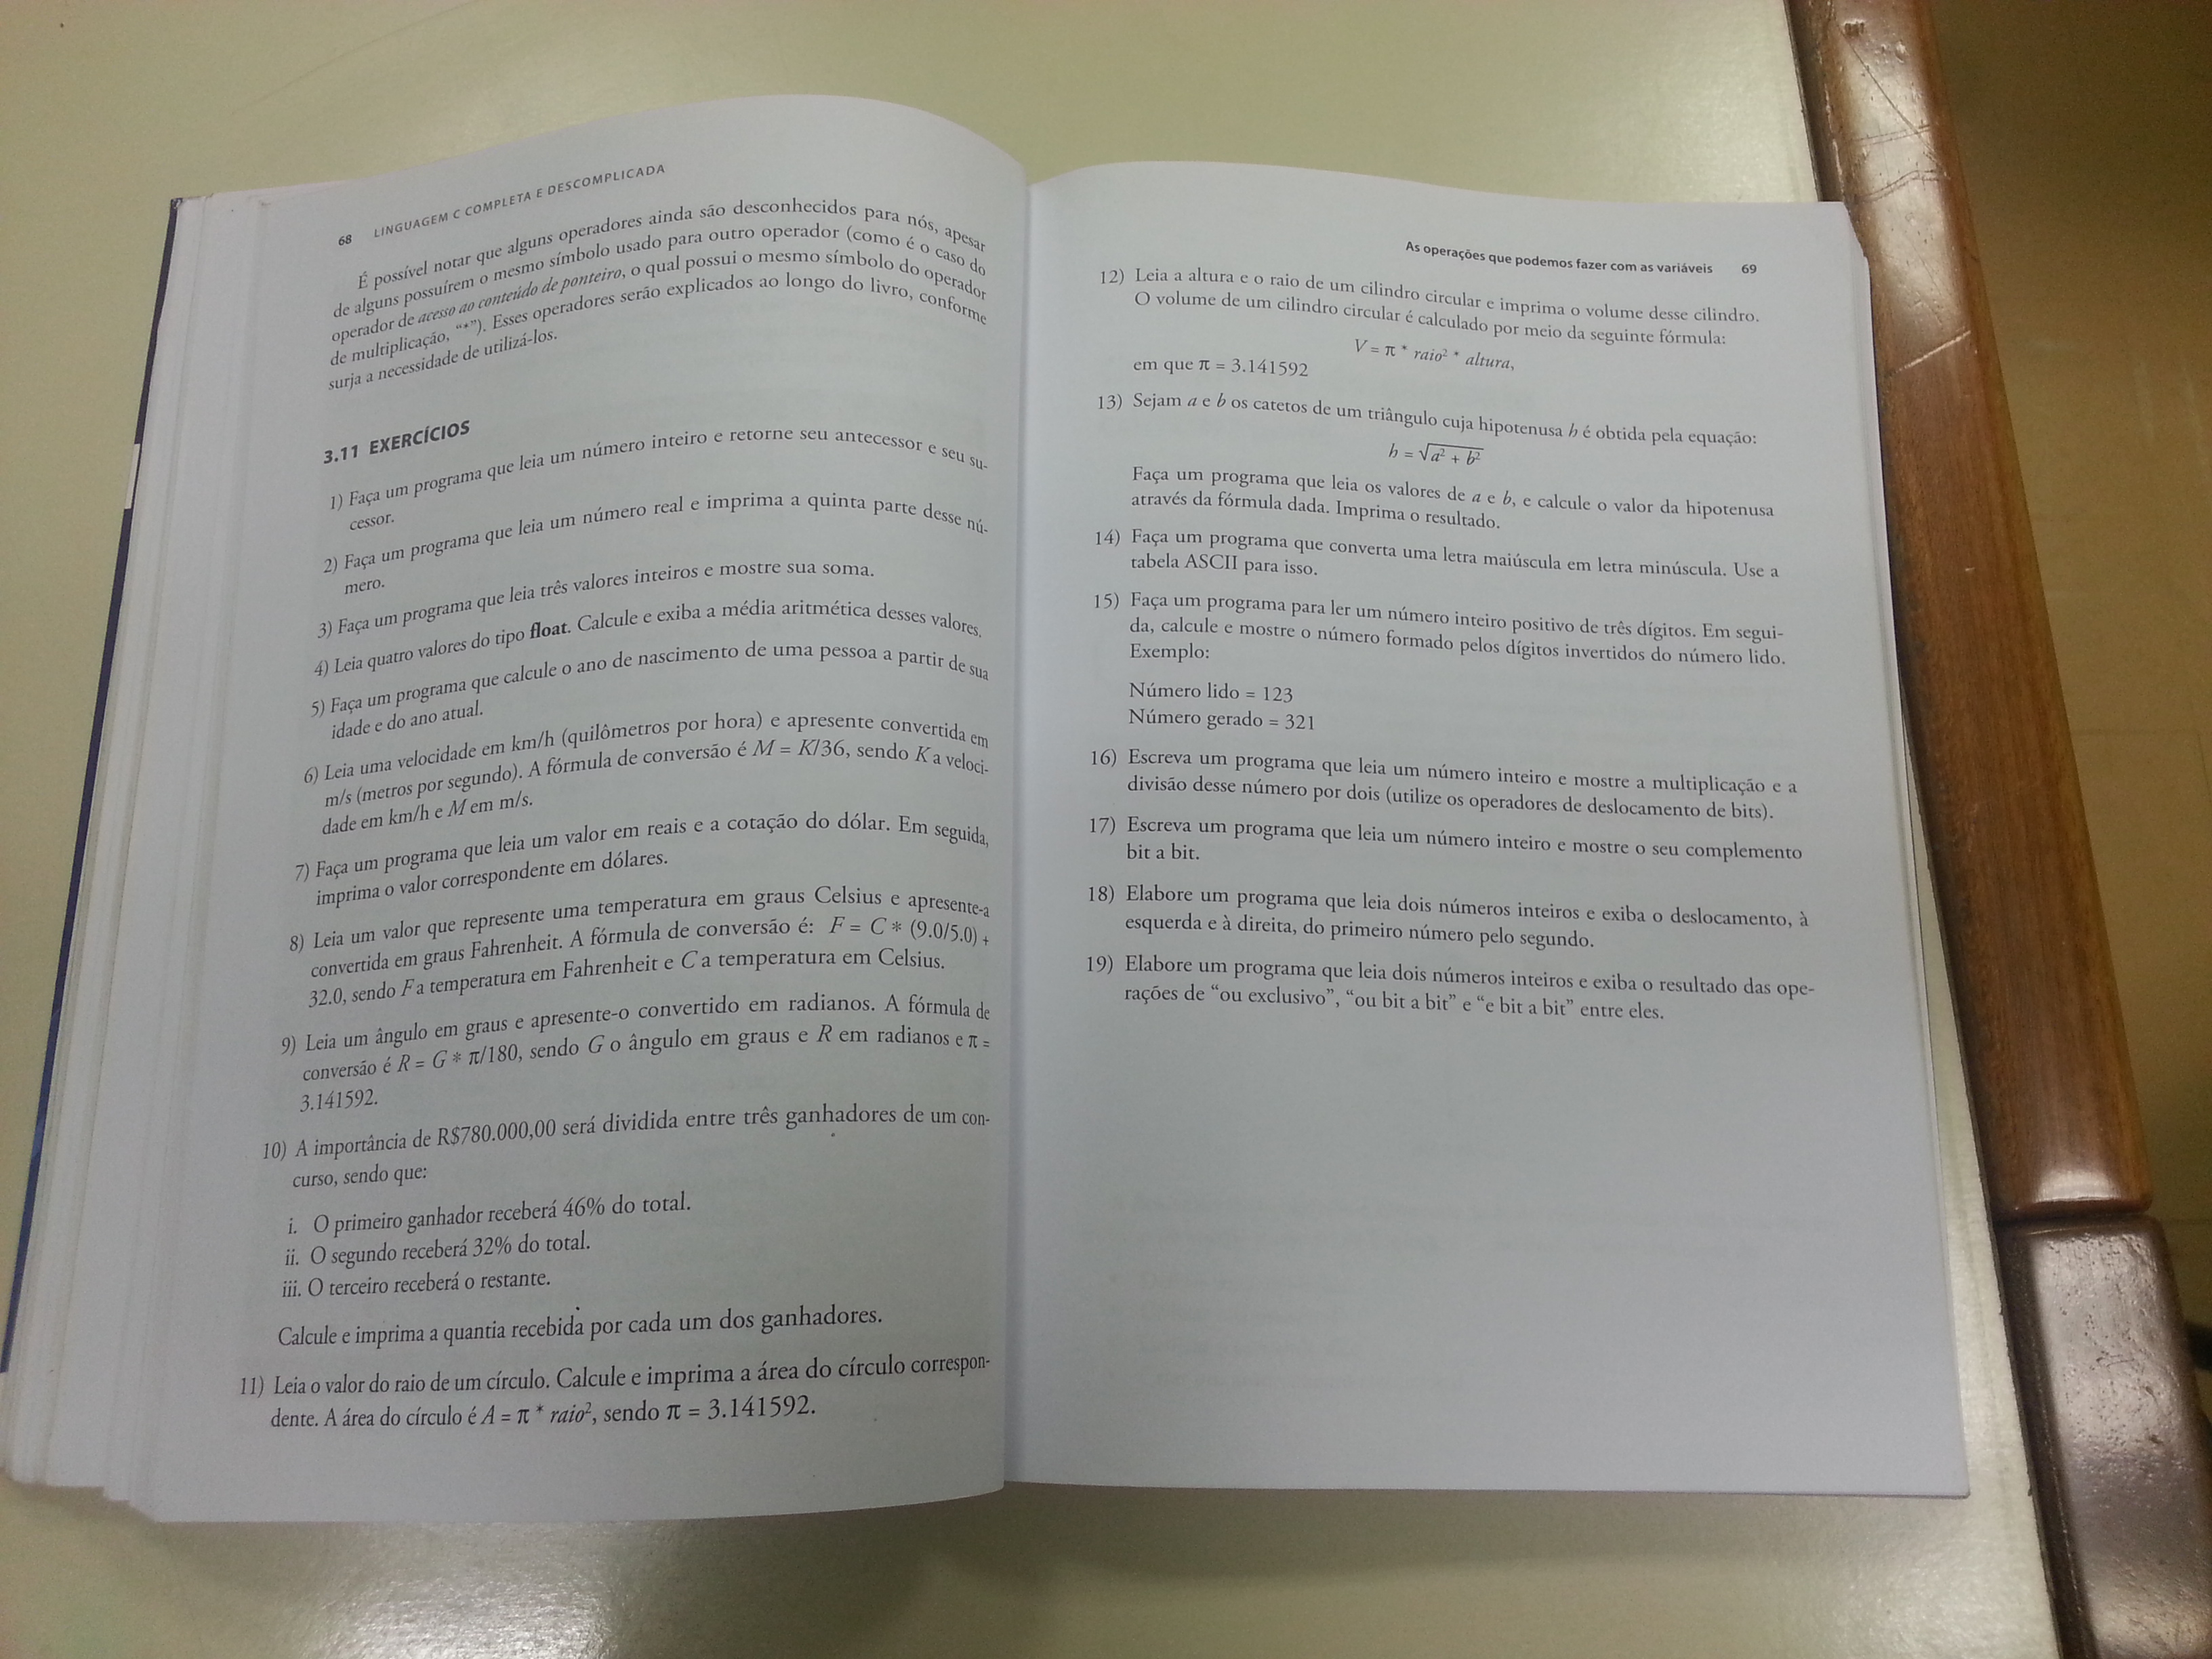 68 LINGUAGEM C COMPLETA E DESCOMPLICADA
É possível notar que alguns operadores ainda são desconhecidos para nós, apesar
de alguns possuírem o mesmo símbolo usado para outro operador (como é o caso do
operador de acesso ao conteúdo de ponteiro, o qual possui o mesmo símbolo do operador
de multiplicação, “*”). Esses operadores serão explicados ao longo do livro, conforme
surja a necessidade de utilizá-los.
3.11 EXERCÍCIOS
1) Faça um programa que leia um número inteiro e retorne seu antecessor e seu su-
cessor.
2) Faça um programa que leia um número real e imprima a quinta parte desse nú-
mero.
3) Faça um programa que leia três valores inteiros e mostre sua soma.
4) Leia quatro valores do tipo float. Calcule e exiba a média aritmética desses valores.
5) Faça um programa que calcule o ano de nascimento de uma pessoa a partir de sua
idade e do ano atual.
6) Leia uma velocidade em km/h (quilômetros por hora) e apresente convertida em
m/s (metros por segundo). A fórmula de conversão é M = K/36, sendo K a veloci-
dade em km/h e M em m/s.
7) Faça um programa que leia um valor em reais e a cotação do dólar. Em seguida,
imprima o valor correspondente em dólares.
8) Leia um valor que represente uma temperatura em graus Celsius e apresente-a
convertida em graus Fahrenheit. A fórmula de conversão é: F = C * (9.0/5.0) +
32.0, sendo F a temperatura em Fahrenheit e C a temperatura em Celsius.
9) Leia um ângulo em graus e apresente-o convertido em radianos. A fórmula de
conversão é R = G * π/180, sendo G o ângulo em graus e R em radianos e π =
3.141592.
10) A importância de R$780.000,00 será dividida entre três ganhadores de um con-
curso, sendo que:
i. O primeiro ganhador receberá 46% do total.
ii. O segundo receberá 32% do total.
iii. O terceiro receberá o restante.
Calcule e imprima a quantia recebida por cada um dos ganhadores.
11) Leia o valor do raio de um círculo. Calcule e imprima a área do círculo correspon-
dente. A área do círculo é A = π * raio², sendo π = 3.141592.
As operações que podemos fazer com as variáveis 69
12) Leia a altura e o raio de um cilindro circular e imprima o volume desse cilindro.
O volume de um cilindro circular é calculado por meio da seguinte fórmula:
V = π * raio² * altura,
em que π = 3.141592
13) Sejam a e b os catetos de um triângulo cuja hipotenusa h é obtida pela equação:
h = √a² + b²
Faça um programa que leia os valores de a e b, e calcule o valor da hipotenusa
através da fórmula dada. Imprima o resultado.
14) Faça um programa que converta uma letra maiúscula em letra minúscula. Use a
tabela ASCII para isso.
15) Faça um programa para ler um número inteiro positivo de três dígitos. Em segui-
da, calcule e mostre o número formado pelos dígitos invertidos do número lido.
Exemplo:
Número lido = 123
Número gerado = 321
16) Escreva um programa que leia um número inteiro e mostre a multiplicação e a
divisão desse número por dois (utilize os operadores de deslocamento de bits).
17) Escreva um programa que leia um número inteiro e mostre o seu complemento
bit a bit.
18) Elabore um programa que leia dois números inteiros e exiba o deslocamento, à
esquerda e à direita, do primeiro número pelo segundo.
19) Elabore um programa que leia dois números inteiros e exiba o resultado das ope-
rações de “ou exclusivo”, “ou bit a bit” e “e bit a bit” entre eles.